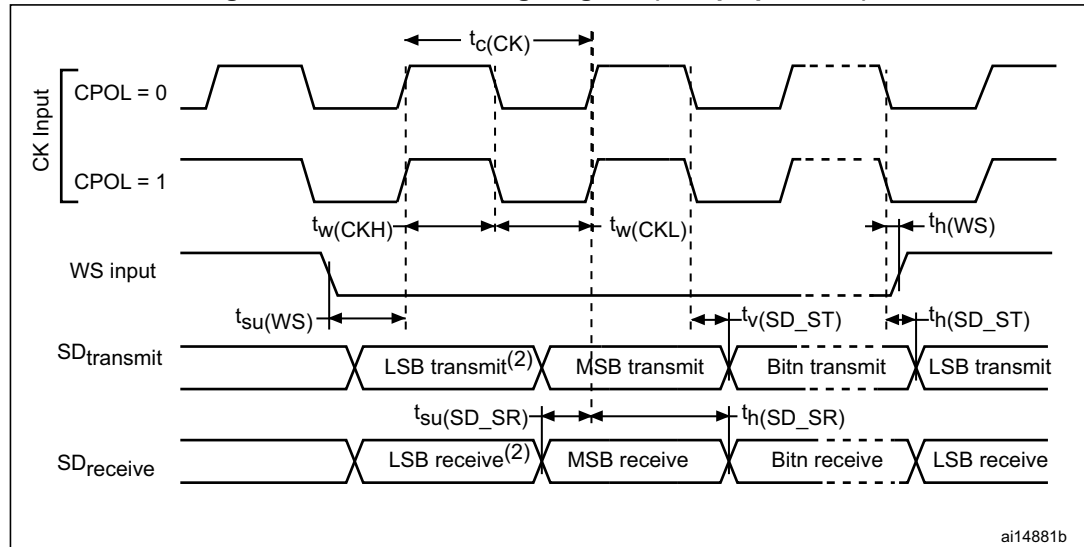 tc(CK)
CK Input
CPOL = 0
CPOL = 1
tw(CKH)
tw(CKL)
th(WS)
WS input
tsu(WS)
tv(SD_ST)
th(SD_ST)
SDtransmit
LSB transmit(2)
MSB transmit
Bitn transmit
LSB transmit
tsu(SD_SR)
th(SD_SR)
SDreceive
LSB receive(2)
MSB receive
Bitn receive
LSB receive
ai14881b